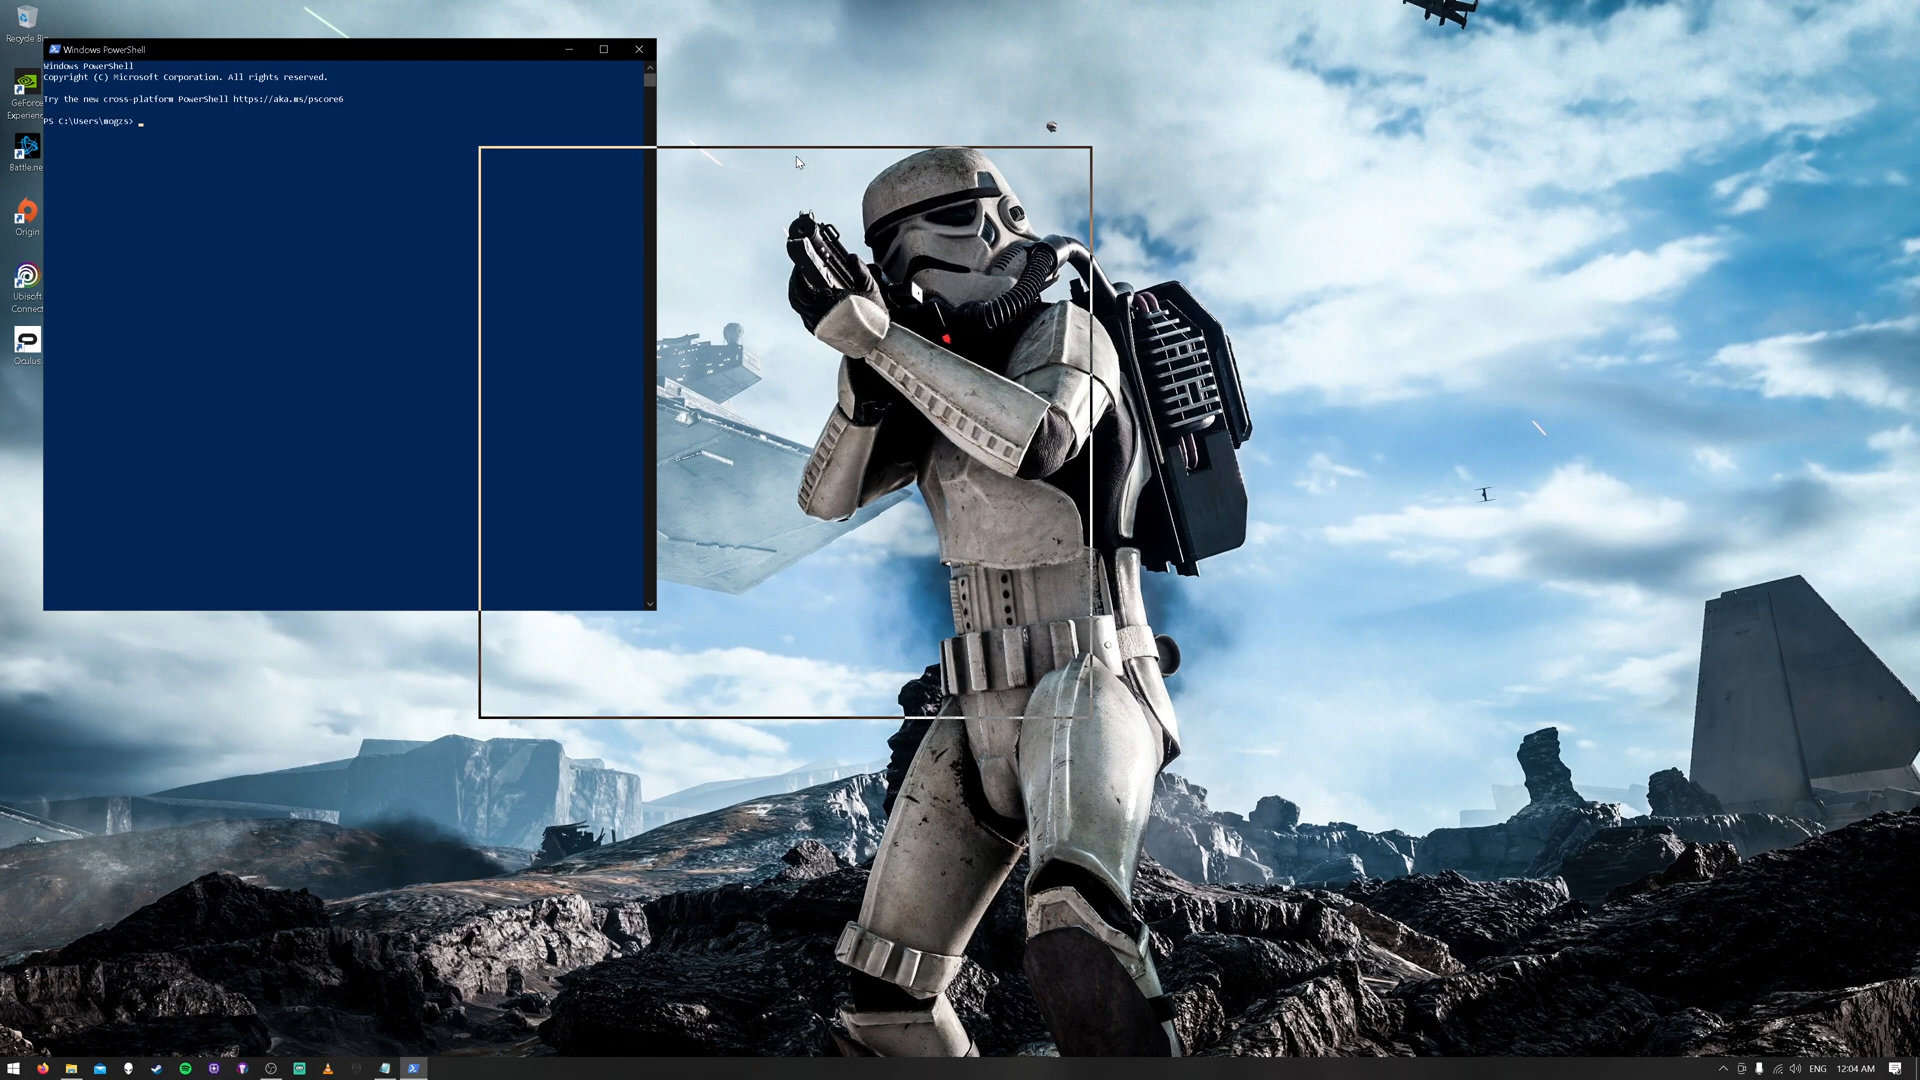 Recycle Bin
Windows PowerShell
Windows PowerShell
Copyright (C) Microsoft Corporation. All rights reserved.
Try the new cross-platform PowerShell https://aka.ms/pscore6
PS C:\Users\mogzs>
GeForce
Experience
Battle.net
Origin
Ubisoft
Connect
Oculus
ENG
12:04 AM